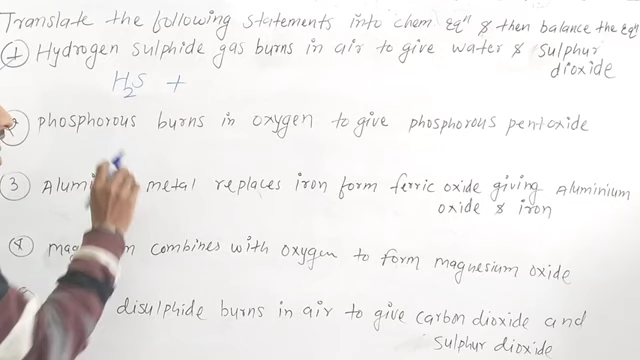 Translate the following statements into chem Eqⁿ & then balance the Eqⁿ
① Hydrogen sulphide gas burns in air to give water & sulphur
dioxide
H₂S +
phosphorous burns in oxygen to give phosphorous pentoxide
③ metal replaces iron form ferric oxide giving Aluminium
oxide & iron
④ combines with oxygen to form magnesium oxide
disulphide burns in air to give carbon dioxide and
sulphur dioxide